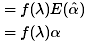 = f(λ)E(α̂)
= f(λ)α